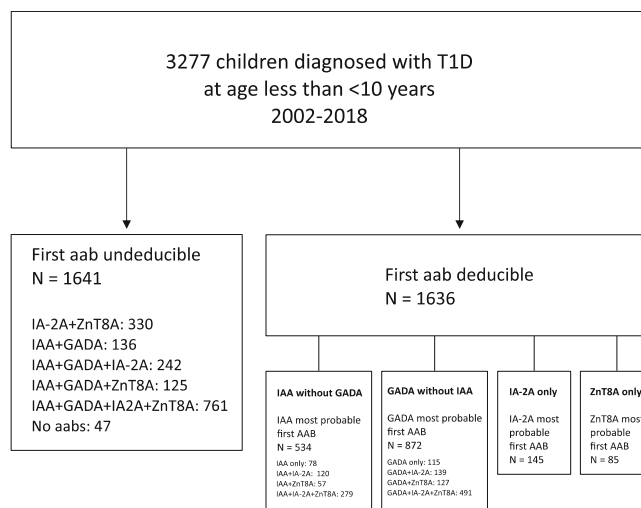 3277 children diagnosed with T1D
at age less than <10 years
2002-2018
First aab undeducible
N = 1641
IA-2A+ZnT8A: 330
IAA+GADA: 136
IAA+GADA+IA-2A: 242
IAA+GADA+ZnT8A: 125
IAA+GADA+IA2A+ZnT8A: 761
No aabs: 47
First aab deducible
N = 1636
IAA without GADA
IAA most probable
first AAB
N = 534
IAA only: 78
IAA+IA-2A: 120
IAA+ZnT8A: 57
IAA+IA-2A+ZnT8A: 279
GADA without IAA
GADA most probable
first AAB
N = 872
GADA only: 115
GADA+IA-2A: 139
GADA+ZnT8A: 127
GADA+IA-2A+ZnT8A: 491
IA-2A only
IA-2A most
probable
first AAB
N = 145
ZnT8A only
ZnT8A most
probable
first AAB
N = 85